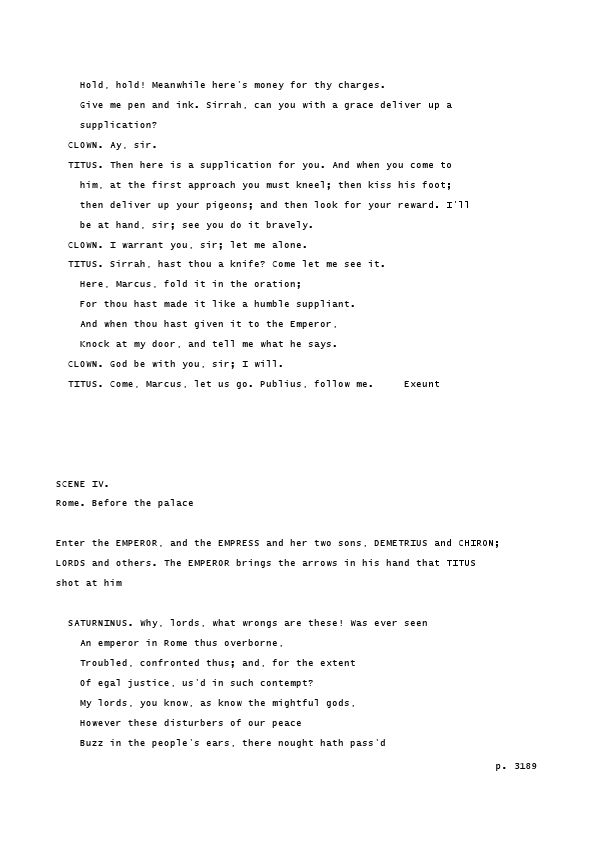 Hold, hold! Meanwhile here's money for thy charges.
Give me pen and ink. Sirrah, can you with a grace deliver up a
supplication?
CLOWN. Ay, sir.
TITUS. Then here is a supplication for you. And when you come to
him, at the first approach you must kneel; then kiss his foot;
then deliver up your pigeons; and then look for your reward. I'll
be at hand, sir; see you do it bravely.
CLOWN. I warrant you, sir; let me alone.
TITUS. Sirrah, hast thou a knife? Come let me see it.
Here, Marcus, fold it in the oration;
For thou hast made it like a humble suppliant.
And when thou hast given it to the Emperor,
Knock at my door, and tell me what he says.
CLOWN. God be with you, sir; I will.
TITUS. Come, Marcus, let us go. Publius, follow me. Exeunt
SCENE IV.
Rome. Before the palace
Enter the EMPEROR, and the EMPRESS and her two sons, DEMETRIUS and CHIRON;
LORDS and others. The EMPEROR brings the arrows in his hand that TITUS
shot at him
SATURNINUS. Why, lords, what wrongs are these! Was ever seen
An emperor in Rome thus overborne,
Troubled, confronted thus; and, for the extent
Of egal justice, us'd in such contempt?
My lords, you know, as know the mightful gods,
However these disturbers of our peace
Buzz in the people's ears, there nought hath pass'd
p. 3189